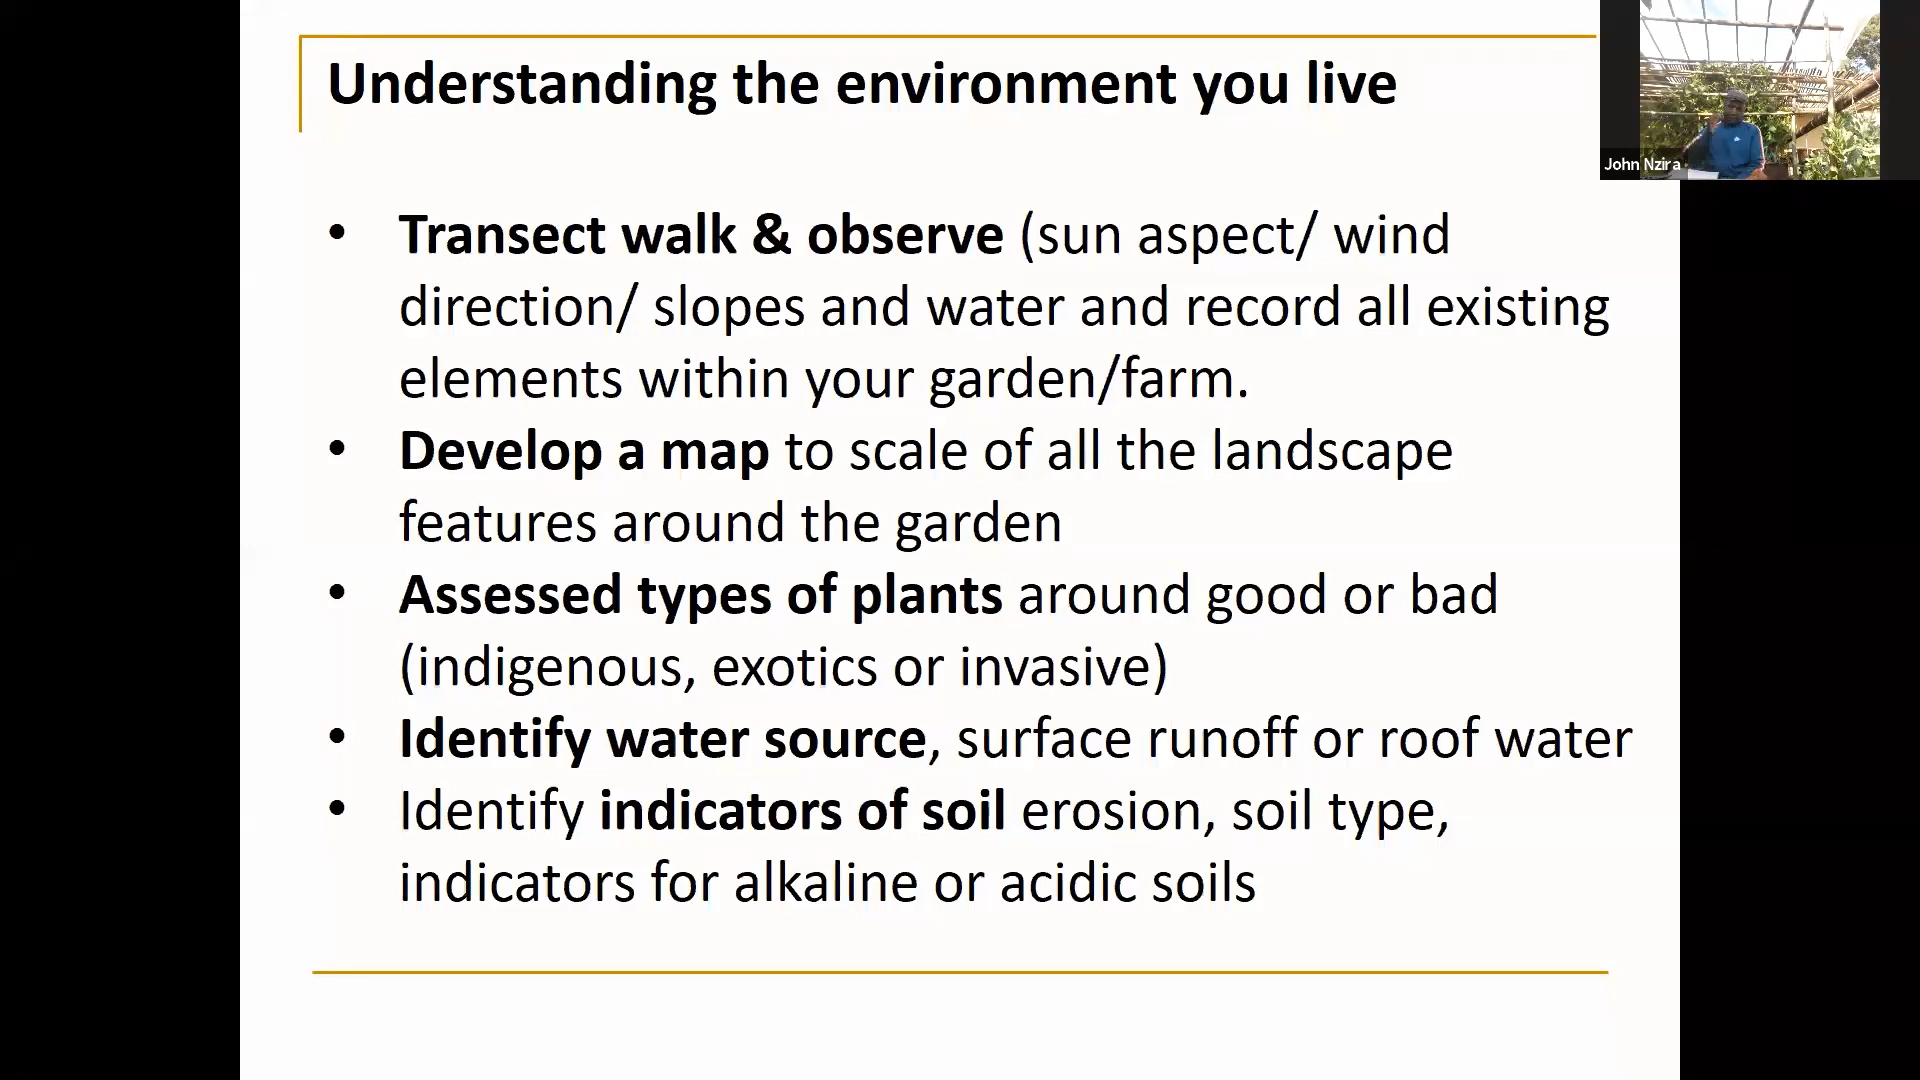 Understanding the environment you live
John Nzira
• Transect walk & observe (sun aspect/ wind
direction/ slopes and water and record all existing
elements within your garden/farm.
• Develop a map to scale of all the landscape
features around the garden
• Assessed types of plants around good or bad
(indigenous, exotics or invasive)
• Identify water source, surface runoff or roof water
• Identify indicators of soil erosion, soil type,
indicators for alkaline or acidic soils